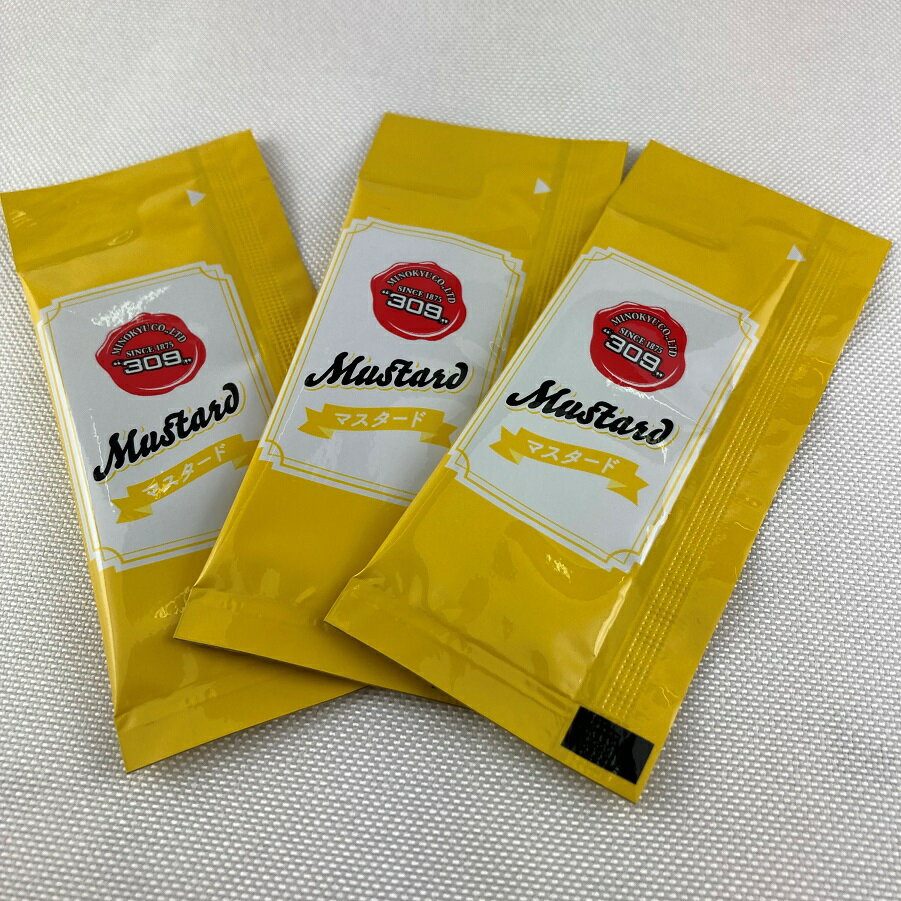 MINOKYU CO.,LTD
SINCE 1875
"309"
Mustard
マスタード
MINOKYU CO.,LTD
SINCE 1875
"309"
Mustard
マスタード
MINOKYU CO.,LTD
SINCE 1875
"309"
Mustard
マスタード